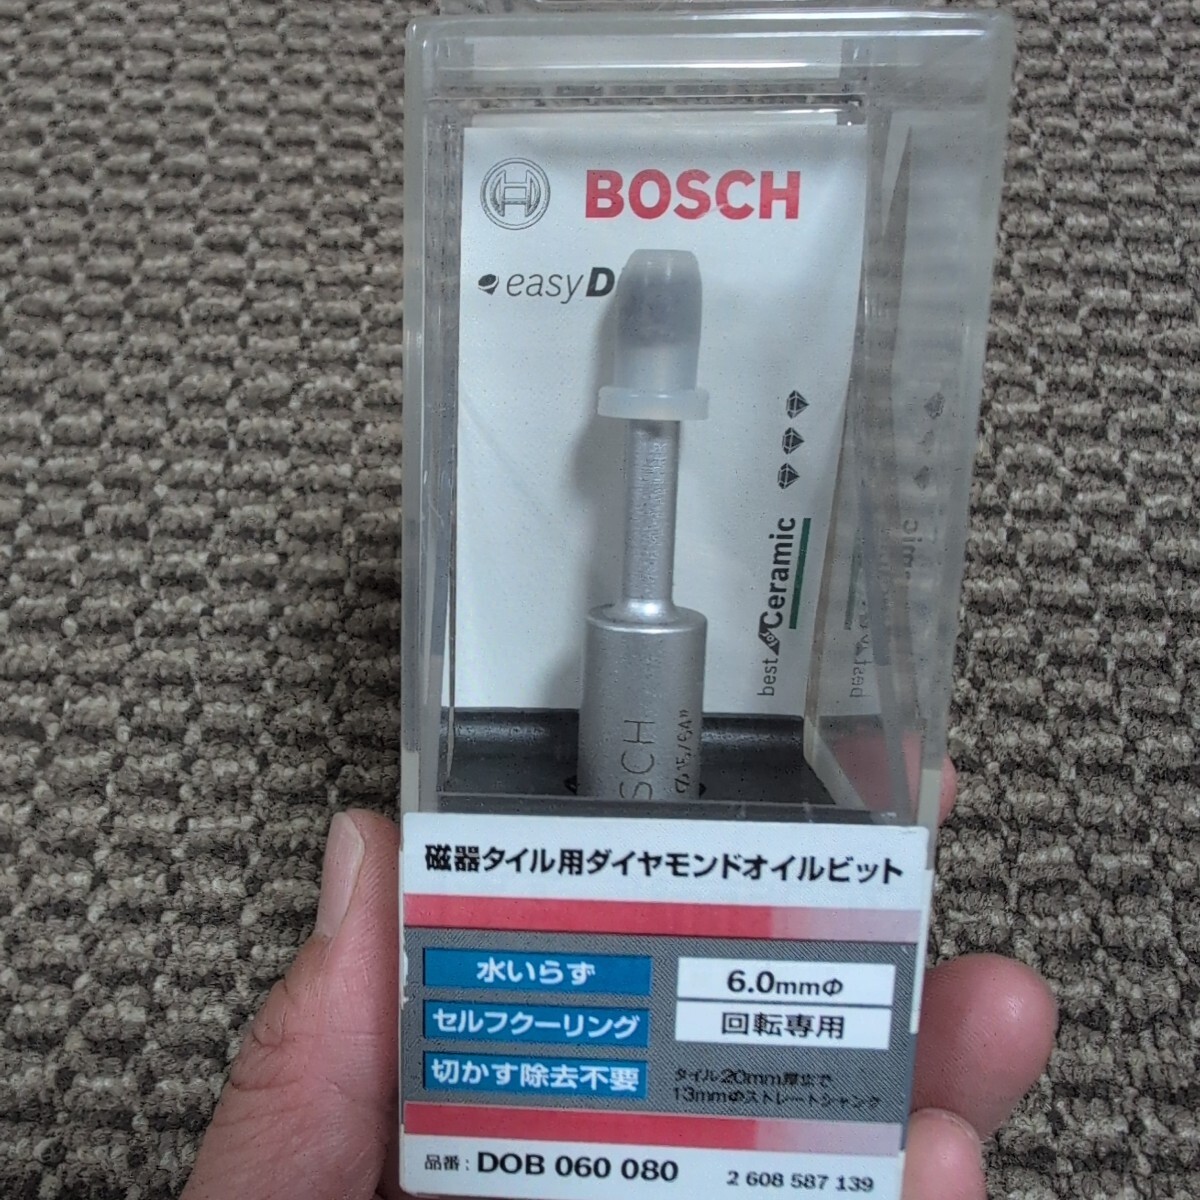 BOSCH
easyD
best for Ceramic
SCH
磁器タイル用ダイヤモンドオイルビット
水いらず
セルフクーリング
切かす除去不要
6.0mmΦ
回転専用
タイル20mm厚まで
13mmΦストレートシャンク
品番：DOB 060 080
2 608 587 139